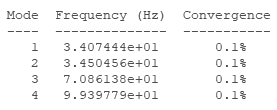 Mode  Frequency (Hz)  Convergence
----  --------------  -----------
   1   3.407444e+01      0.1%
   2   3.450456e+01      0.1%
   3   7.086138e+01      0.1%
   4   9.939779e+01      0.1%